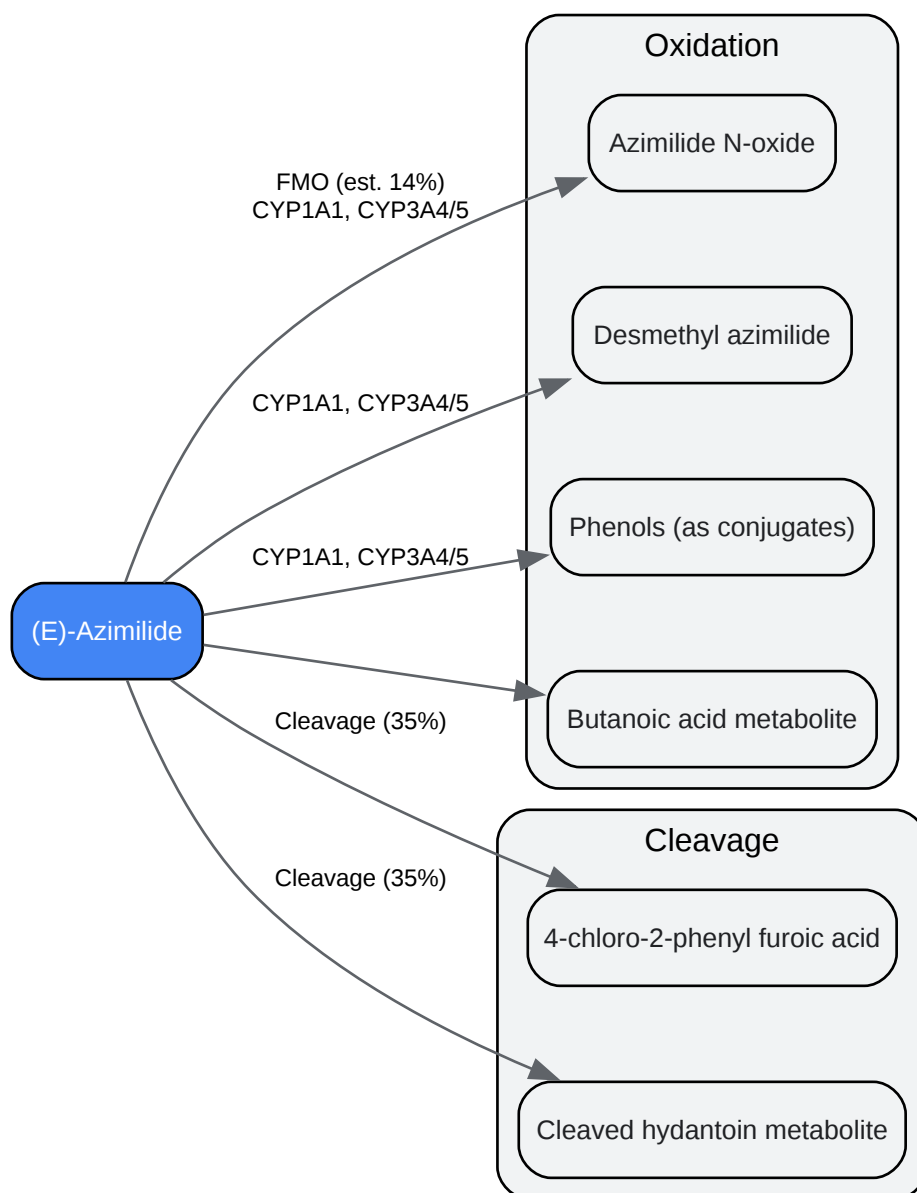 Oxidation
Azimilide N-oxide
FMO (est. 14%)
CYP1A1, CYP3A4/5
Desmethyl azimilide
CYP1A1, CYP3A4/5
Phenols (as conjugates)
CYP1A1, CYP3A4/5
(E)-Azimilide
Butanoic acid metabolite
Cleavage (35%)
Cleavage
Cleavage (35%)
4-chloro-2-phenyl furoic acid
Cleaved hydantoin metabolite